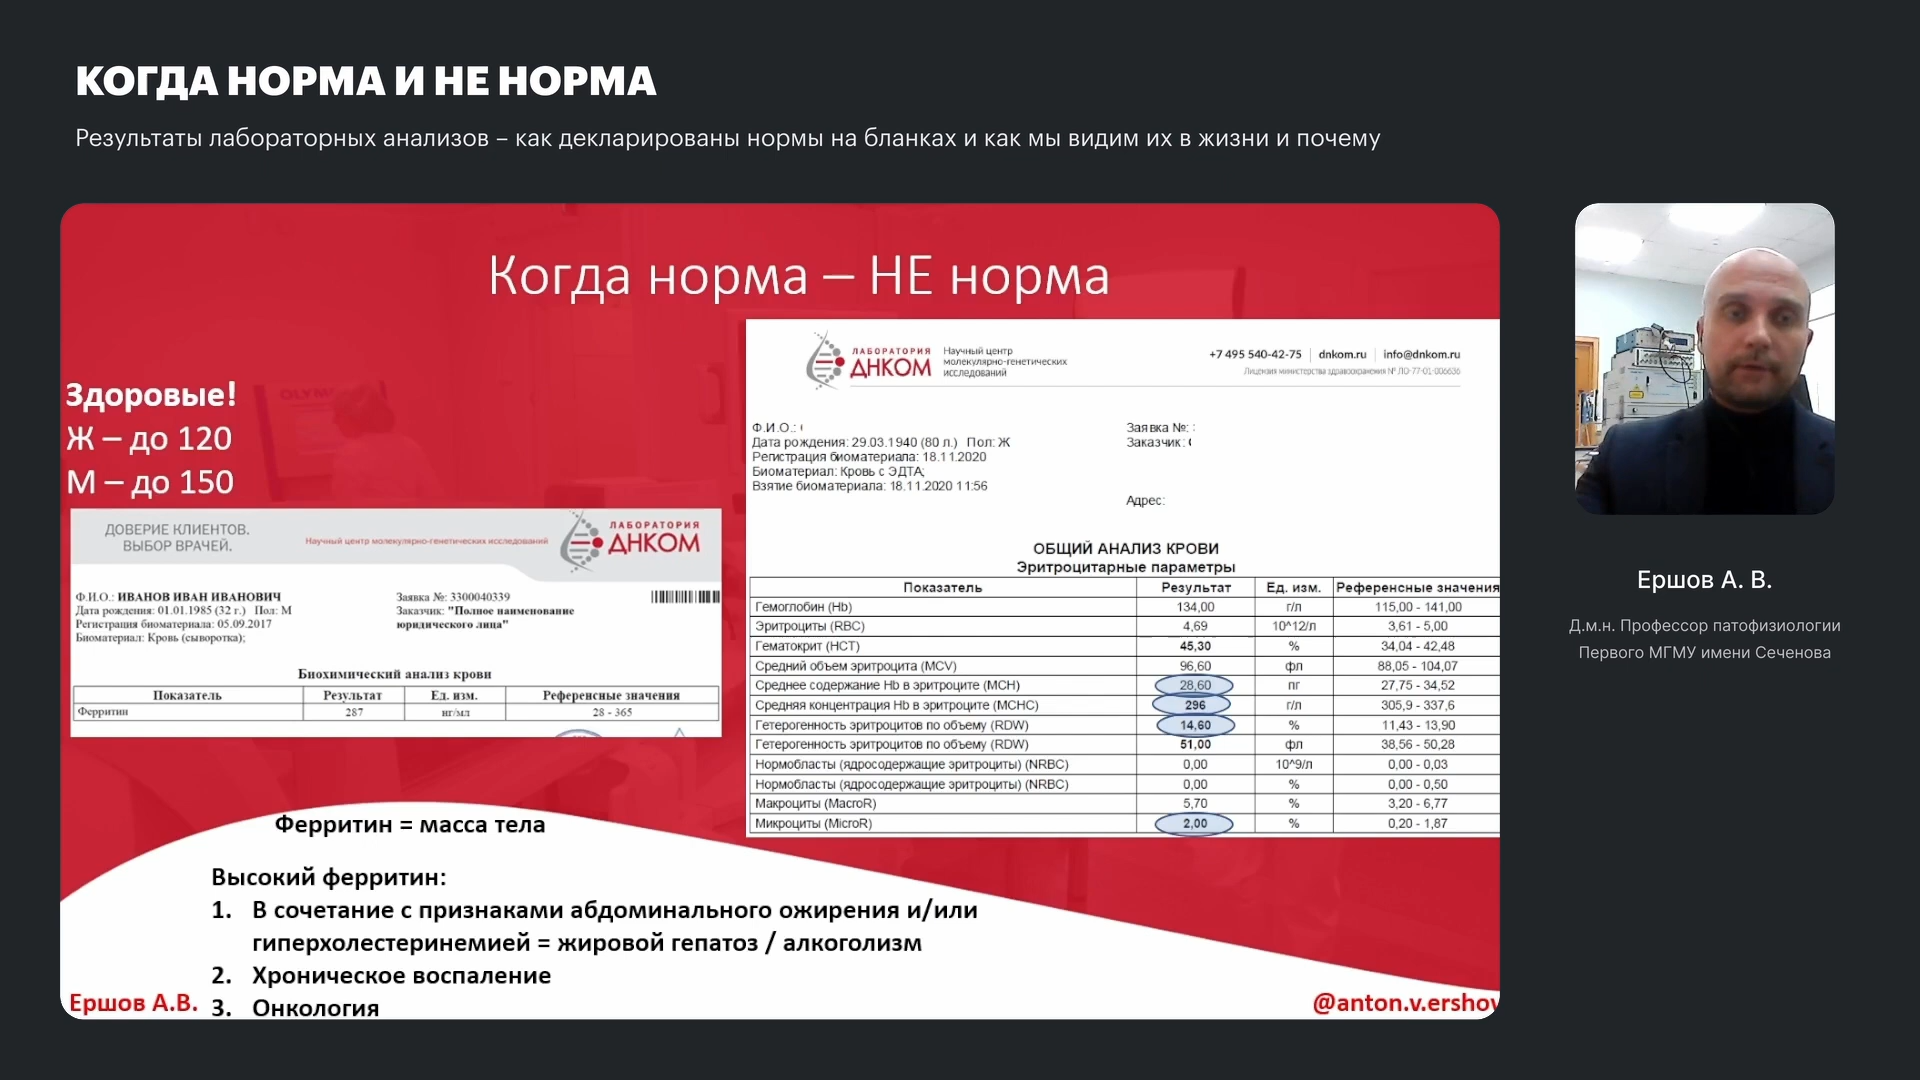 КОГДА НОРМА И НЕ НОРМА
Результаты лабораторных анализов – как декларированы нормы на бланках и как мы видим их в жизни и почему
Когда норма – НЕ норма
Здоровые!
Ж – до 120
М – до 150
ДОВЕРИЕ КЛИЕНТОВ.
ВЫБОР ВРАЧЕЙ.
Научный центр молекулярно-генетических исследований
ЛАБОРАТОРИЯ
ДНКОМ
Ф.И.О.: ИВАНОВ ИВАН ИВАНОВИЧ
Дата рождения: 01.01.1985 (32 г.) Пол: М
Регистрация биоматериала: 05.09.2017
Биоматериал: Кровь (сыворотка);
Заявка №: 3300040339
Заказчик: "Полное наименование
юридического лица"
Биохимический анализ крови
Показатель Результат Ед. изм. Референсные значения
Ферритин 287 нг/мл 28 - 365
ЛАБОРАТОРИЯ
ДНКОМ
Научный центр
молекулярно-генетических
исследований
+7 495 540-42-75 dnkom.ru info@dnkom.ru
Лицензия министерства здравоохранения № ЛО-77-01-006636
Ф.И.О.:
Дата рождения: 29.03.1940 (80 л.) Пол: Ж
Регистрация биоматериала: 18.11.2020
Биоматериал: Кровь с ЭДТА;
Взятие биоматериала: 18.11.2020 11:56
Заявка №:
Заказчик:
Адрес:
ОБЩИЙ АНАЛИЗ КРОВИ
Эритроцитарные параметры
Показатель Результат Ед. изм. Референсные значения
Гемоглобин (Hb) 134,00 г/л 115,00 - 141,00
Эритроциты (RBC) 4,69 10^12/л 3,61 - 5,00
Гематокрит (HCT) 45,30 % 34,04 - 42,48
Средний объем эритроцита (MCV) 96,60 фл 88,05 - 104,07
Среднее содержание Hb в эритроците (MCH) 28,60 пг 27,75 - 34,52
Средняя концентрация Hb в эритроците (MCHC) 296 г/л 305,9 - 337,6
Гетерогенность эритроцитов по объему (RDW) 14,60 % 11,43 - 13,90
Гетерогенность эритроцитов по объему (RDW) 51,00 фл 38,56 - 50,28
Нормобласты (ядросодержащие эритроциты) (NRBC) 0,00 10^9/л 0,00 - 0,03
Нормобласты (ядросодержащие эритроциты) (NRBC) 0,00 % 0,00 - 0,50
Макроциты (MacroR) 5,70 % 3,20 - 6,77
Микроциты (MicroR) 2,00 % 0,20 - 1,87
Ферритин = масса тела
Высокий ферритин:
1. В сочетание с признаками абдоминального ожирения и/или
гиперхолестеринемией = жировой гепатоз / алкоголизм
2. Хроническое воспаление
3. Онкология
Ершов А.В.
@anton.v.ershov
Ершов А. В.
Д.м.н. Профессор патофизиологии
Первого МГМУ имени Сеченова